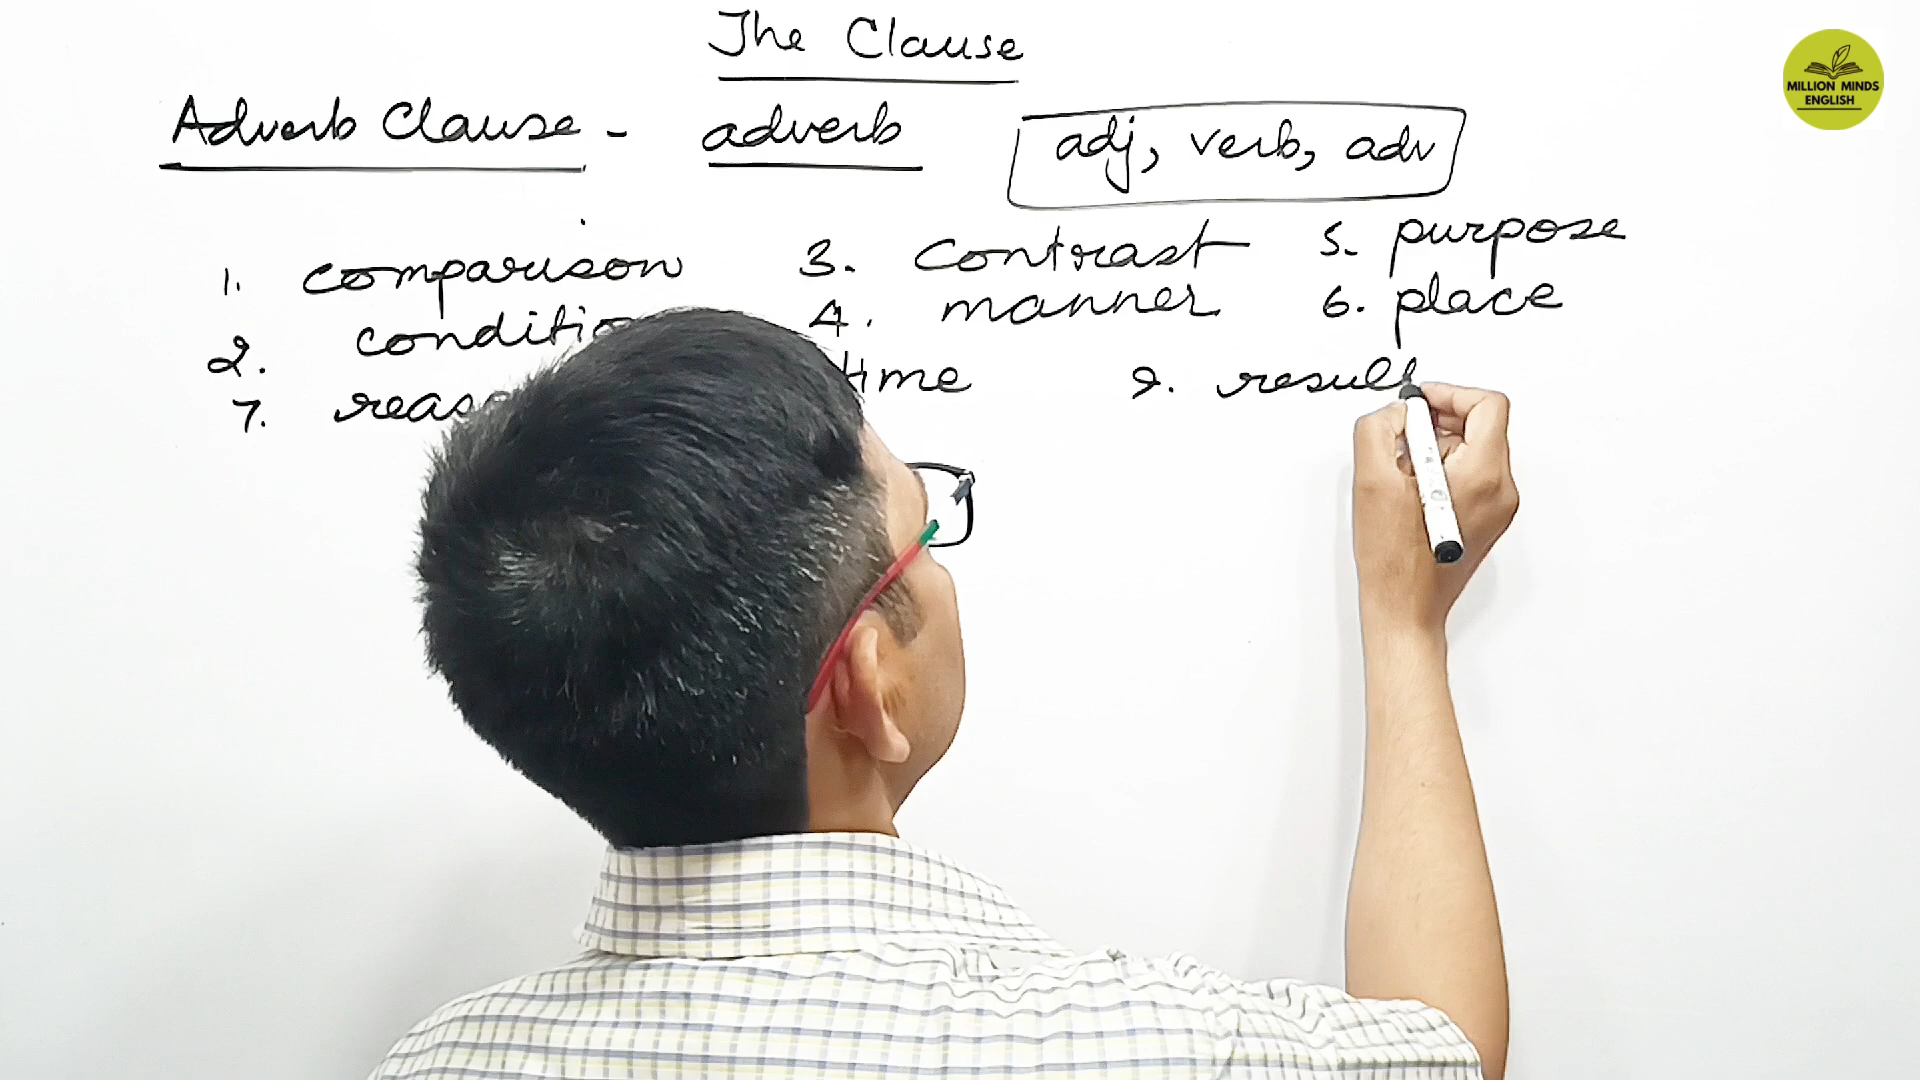 The Clause
Adverb Clause - adverb adj, verb, adv
1. comparison 3. contrast 5. purpose
2. conditio 4. manner 6. place
7. reas time 9. result
MILLION MINDS
ENGLISH